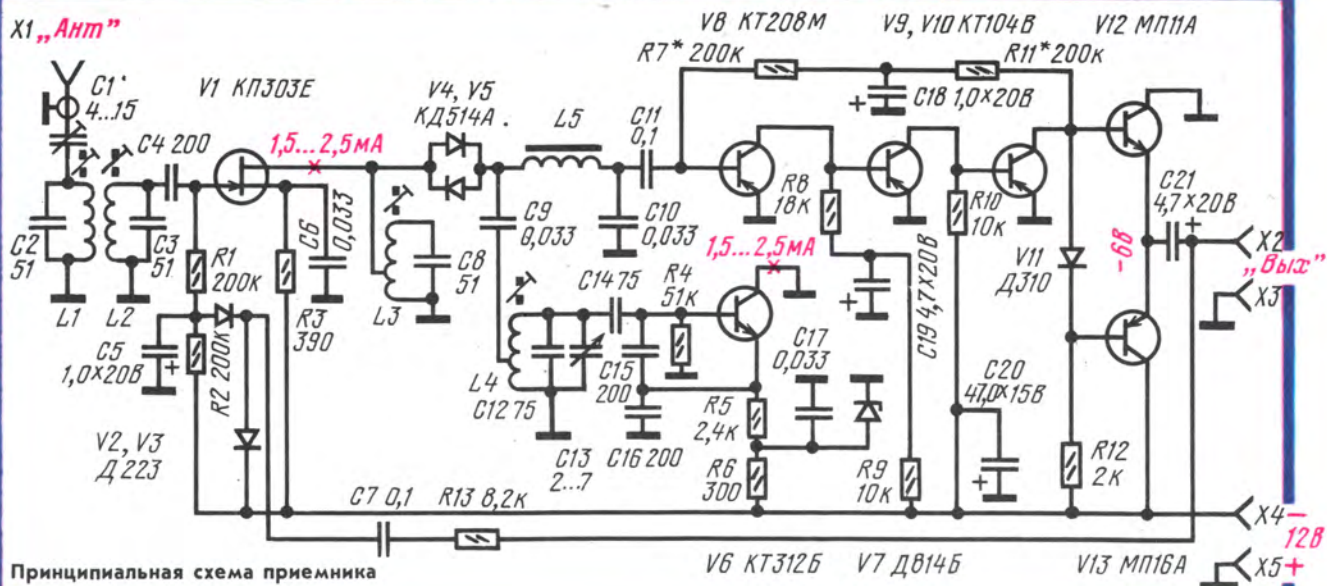 X1 „Ант"
C1*
4...15
V1 КП303Е
V4, V5
КД514А .
V8 КТ208М
V9, V10 КТ104В
V12 МП11А
R7* 200к
R11* 200к
C18 1,0×20В
C4 200
1,5... 2,5мА
L5
C11
0,1
C2
51
C3
51
L1
L2
R1
200к
C6
0,033
R3
390
L3
C8
51
C9
0,033
C10
0,033
R8
18к
R10
10к
C21
4,7×20В
V11
Д310
-6В
X2
„Вых"
X3
C5
1,0×20В
R2 200к
V2, V3
Д223
C14 75
R4
51к
1,5...2,5мА
C17
0,033
C19 4,7×20В
L4
C12 75
C15
200
C16 200
C13
2...7
R5
2,4к
R6
300
R9
10к
C20
47,0×15В
R12
2к
C7 0,1
R13 8,2к
X4 −
12В
X5 +
V6 КТ312Б
V7 Д814Б
V13 МП16А
Принципиальная схема приемника